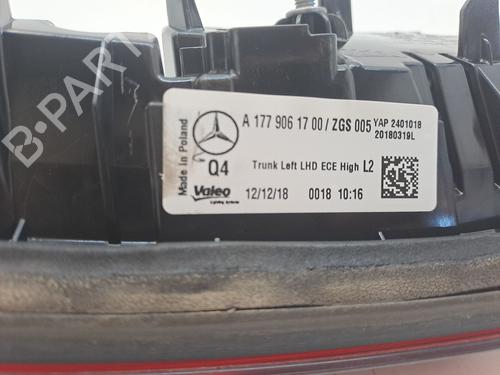 B-PARTS
Made in Poland
A 177 906 17 00 / ZGS 005 YAP 2401018
20180319L
Q4 Trunk Left LHD ECE High L2
Valeo 12/12/18 0018 10:16